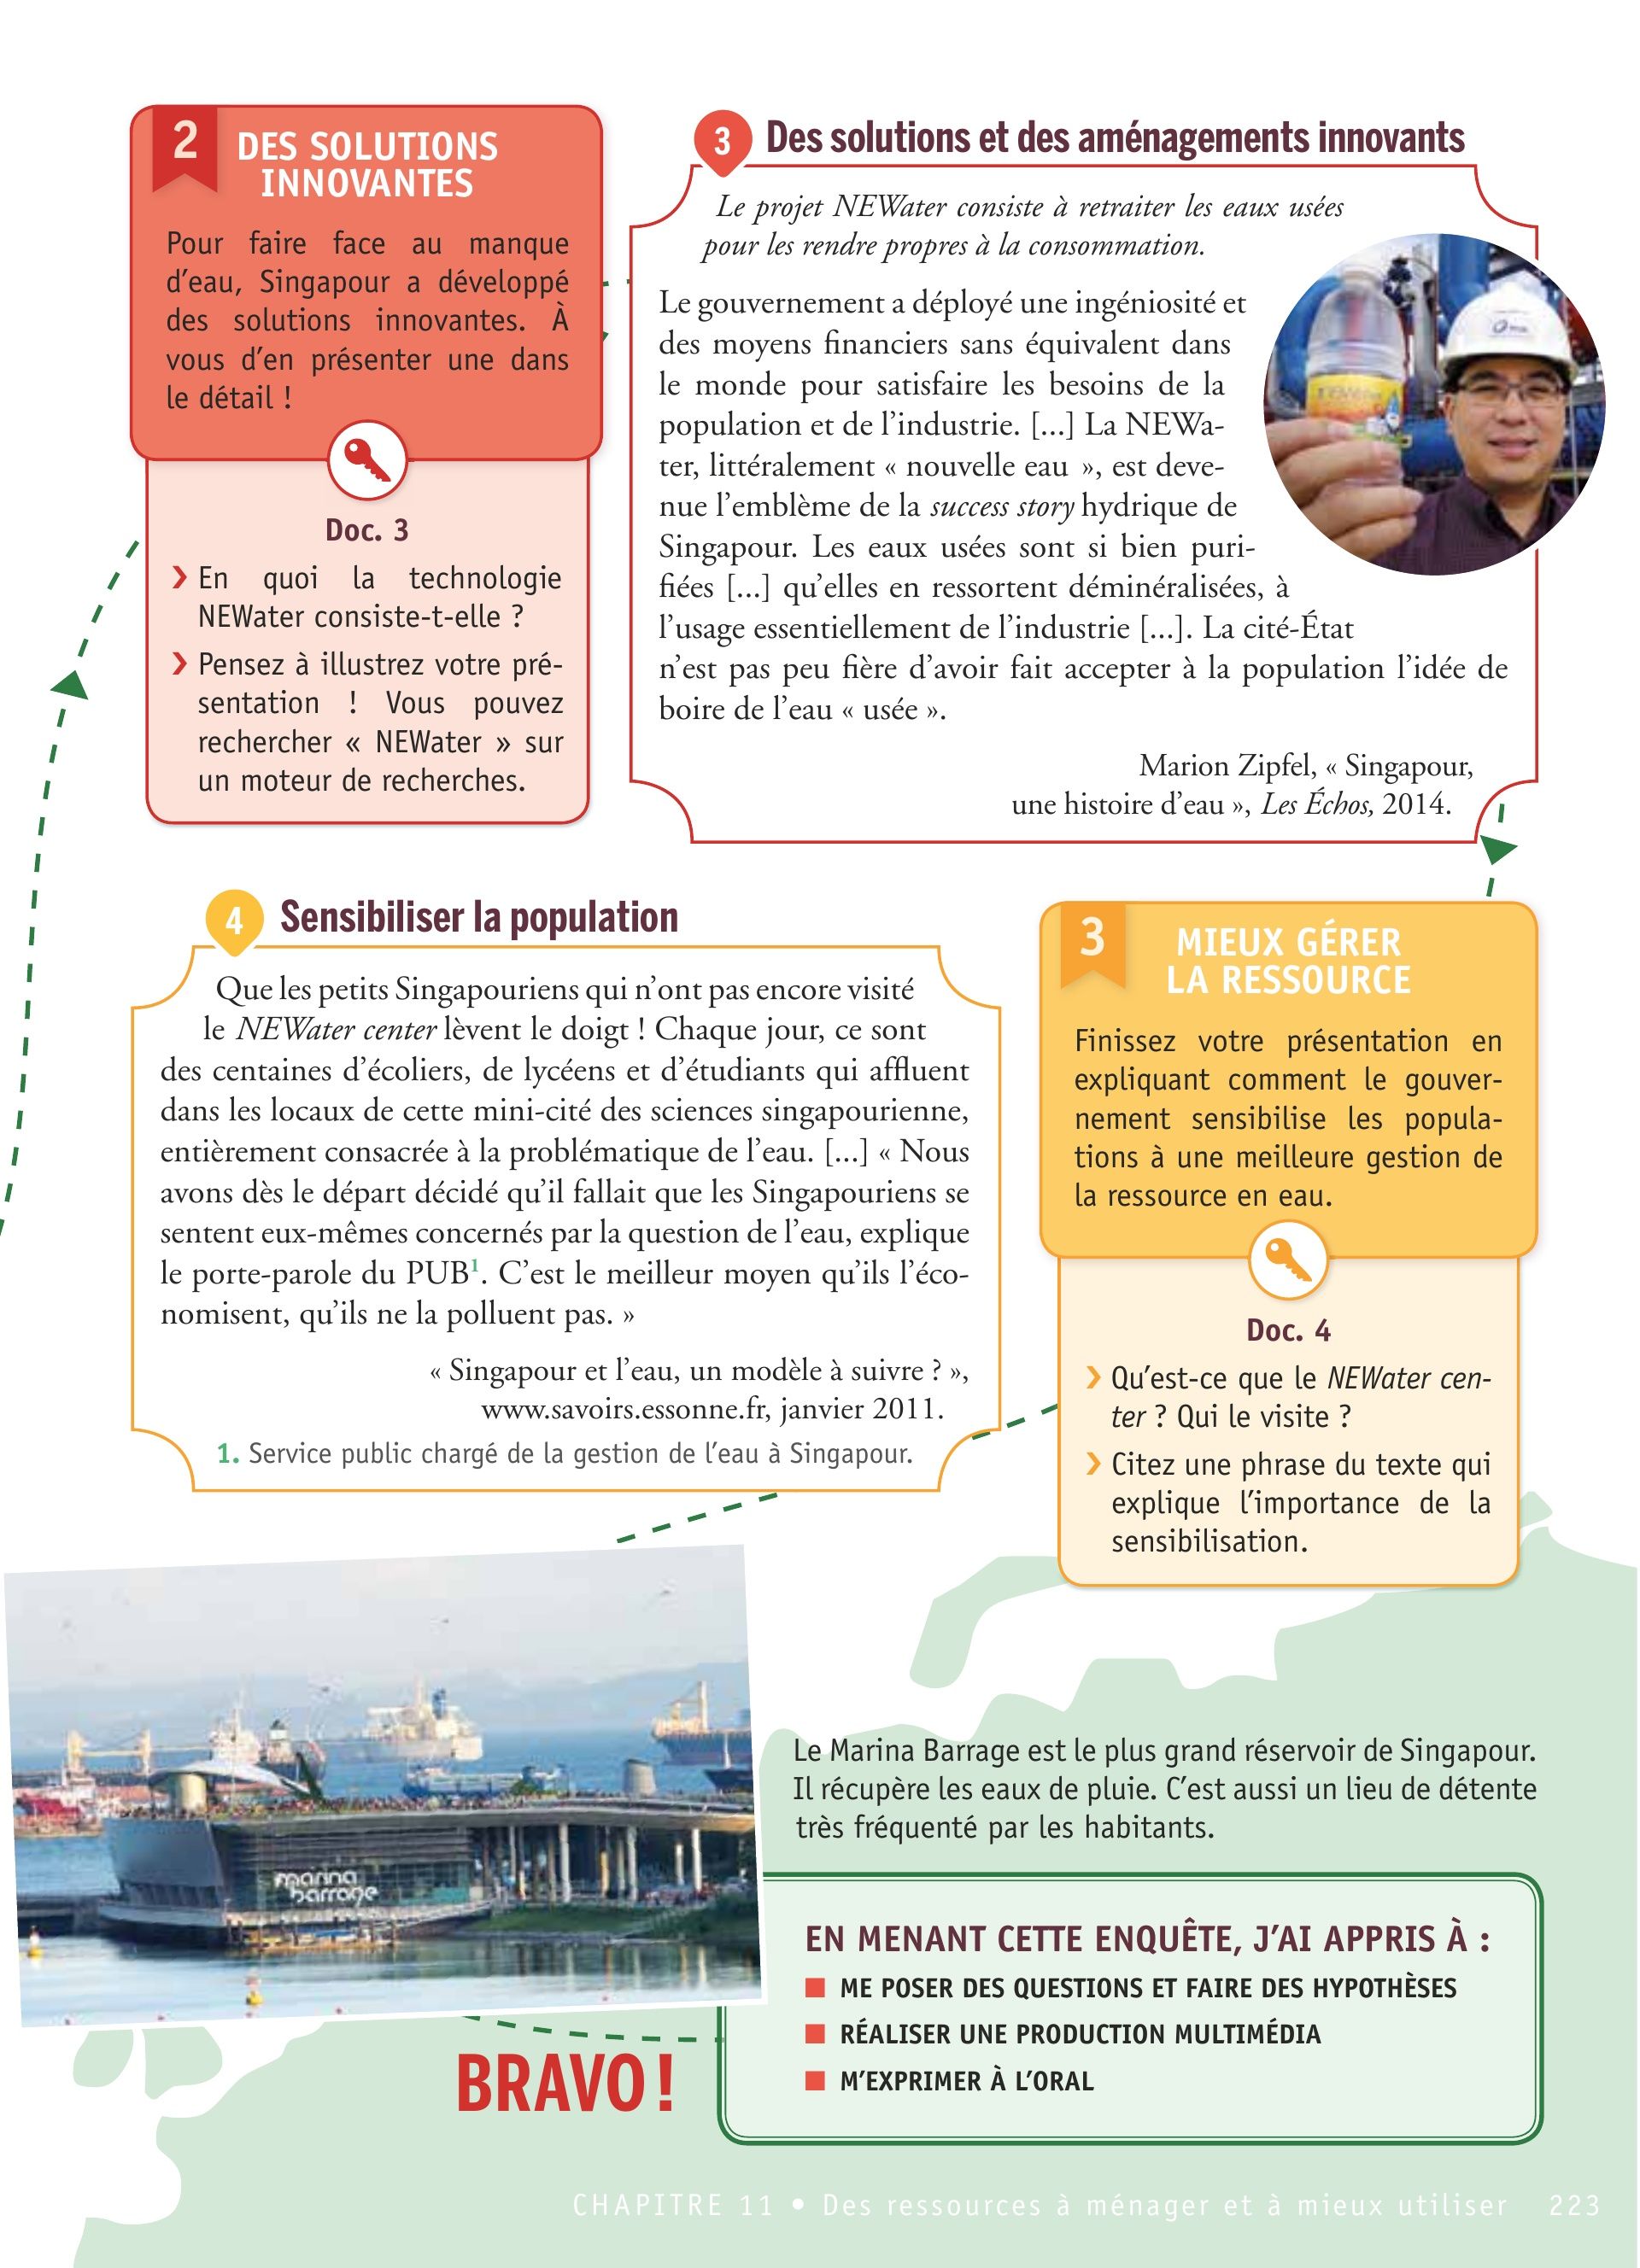 2
DES SOLUTIONS
INNOVANTES
Pour faire face au manque
d’eau, Singapour a développé
des solutions innovantes. À
vous d’en présenter une dans
le détail !
Doc. 3
› En quoi la technologie
NEWater consiste-t-elle ?
› Pensez à illustrez votre pré-
sentation ! Vous pouvez
rechercher « NEWater » sur
un moteur de recherches.
3 Des solutions et des aménagements innovants
Le projet NEWater consiste à retraiter les eaux usées
pour les rendre propres à la consommation.
Le gouvernement a déployé une ingéniosité et
des moyens financiers sans équivalent dans
le monde pour satisfaire les besoins de la
population et de l’industrie. [...] La NEWa-
ter, littéralement « nouvelle eau », est deve-
nue l’emblème de la success story hydrique de
Singapour. Les eaux usées sont si bien puri-
fiées [...] qu’elles en ressortent déminéralisées, à
l’usage essentiellement de l’industrie [...]. La cité-État
n’est pas peu fière d’avoir fait accepter à la population l’idée de
boire de l’eau « usée ».
Marion Zipfel, « Singapour,
une histoire d’eau », Les Échos, 2014.
4 Sensibiliser la population
Que les petits Singapouriens qui n’ont pas encore visité
le NEWater center lèvent le doigt ! Chaque jour, ce sont
des centaines d’écoliers, de lycéens et d’étudiants qui affluent
dans les locaux de cette mini-cité des sciences singapourienne,
entièrement consacrée à la problématique de l’eau. [...] « Nous
avons dès le départ décidé qu’il fallait que les Singapouriens se
sentent eux-mêmes concernés par la question de l’eau, explique
le porte-parole du PUB¹. C’est le meilleur moyen qu’ils l’éco-
nomisent, qu’ils ne la polluent pas. »
« Singapour et l’eau, un modèle à suivre ? »,
www.savoirs.essonne.fr, janvier 2011.
1. Service public chargé de la gestion de l’eau à Singapour.
3
MIEUX GÉRER
LA RESSOURCE
Finissez votre présentation en
expliquant comment le gouver-
nement sensibilise les popula-
tions à une meilleure gestion de
la ressource en eau.
Doc. 4
› Qu’est-ce que le NEWater cen-
ter ? Qui le visite ?
› Citez une phrase du texte qui
explique l’importance de la
sensibilisation.
marina
barrage
Le Marina Barrage est le plus grand réservoir de Singapour.
Il récupère les eaux de pluie. C’est aussi un lieu de détente
très fréquenté par les habitants.
BRAVO !
EN MENANT CETTE ENQUÊTE, J’AI APPRIS À :
■ ME POSER DES QUESTIONS ET FAIRE DES HYPOTHÈSES
■ RÉALISER UNE PRODUCTION MULTIMÉDIA
■ M’EXPRIMER À L’ORAL
CHAPITRE 11 • Des ressources à ménager et à mieux utiliser 223